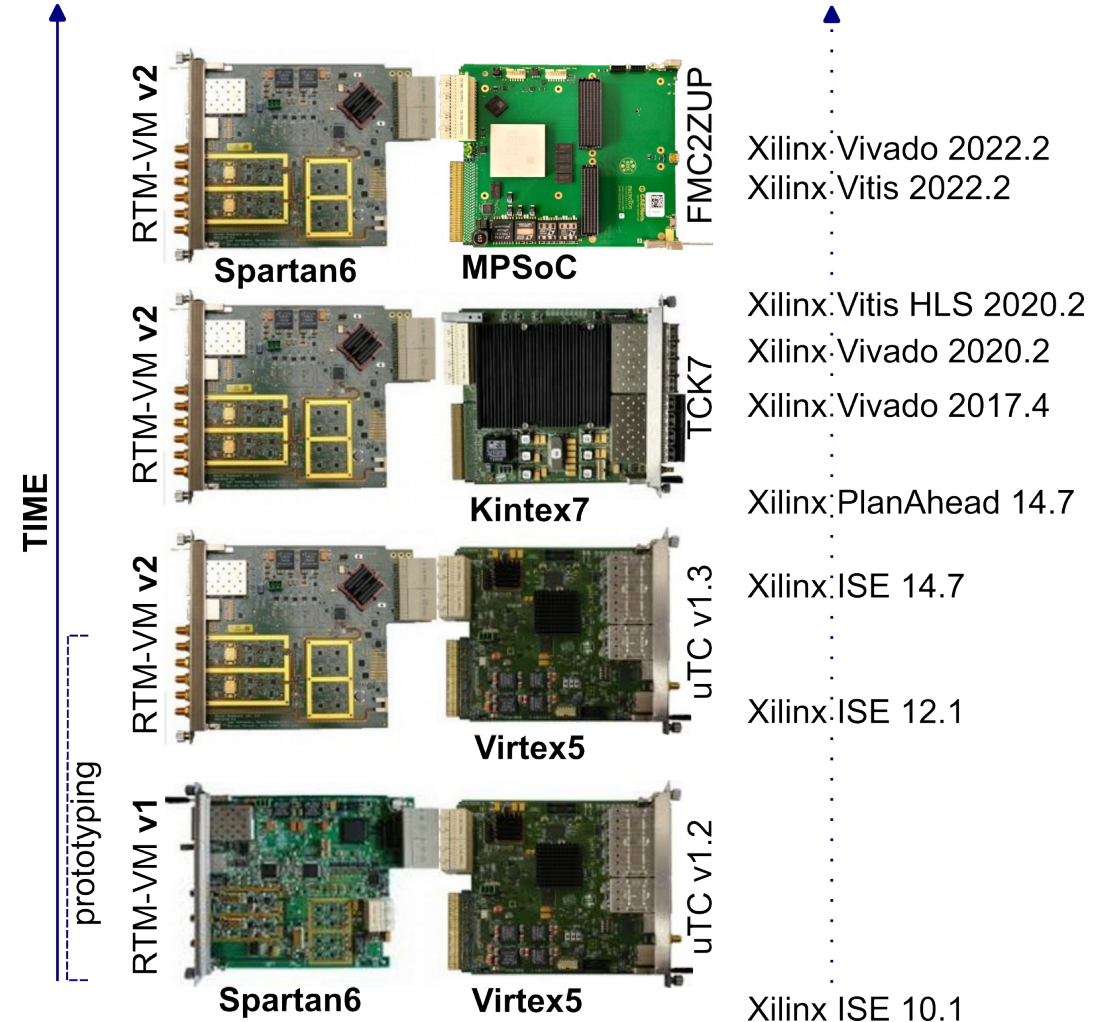 RTM-VM v2
FMC2ZUP
Spartan6
MPSoC
Xilinx Vivado 2022.2
Xilinx Vitis 2022.2
RTM-VM v2
TCK7
Kintex7
Xilinx Vitis HLS 2020.2
Xilinx Vivado 2020.2
Xilinx Vivado 2017.4
Xilinx PlanAhead 14.7
TIME
RTM-VM v2
uTC v1.3
Virtex5
Xilinx ISE 14.7
Xilinx ISE 12.1
prototyping
RTM-VM v1
uTC v1.2
Spartan6
Virtex5
Xilinx ISE 10.1